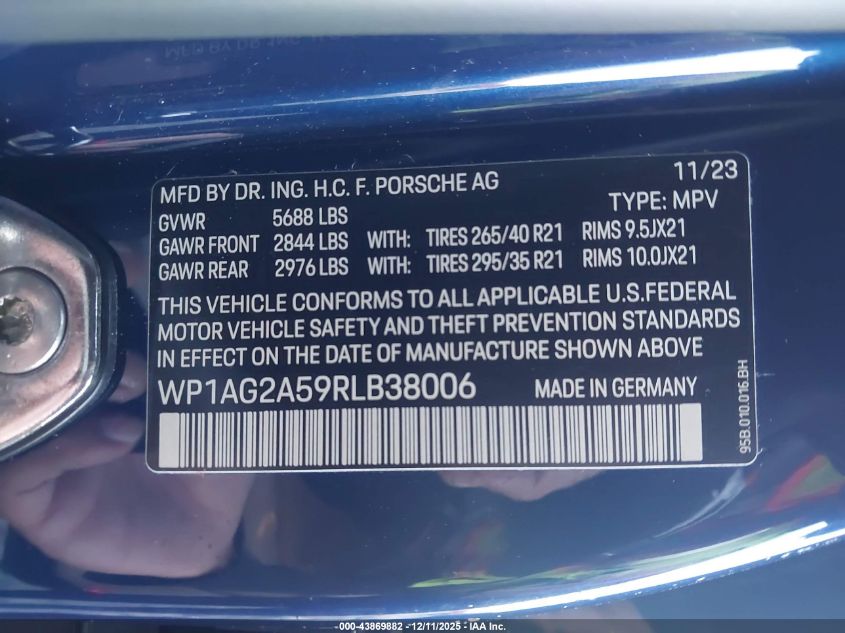 MFD BY DR. ING. H.C. F. PORSCHE AG 11/23
TYPE: MPV
GVWR 5688 LBS
GAWR FRONT 2844 LBS WITH: TIRES 265/40 R21 RIMS 9.5JX21
GAWR REAR 2976 LBS WITH: TIRES 295/35 R21 RIMS 10.0JX21
THIS VEHICLE CONFORMS TO ALL APPLICABLE U.S.FEDERAL
MOTOR VEHICLE SAFETY AND THEFT PREVENTION STANDARDS
IN EFFECT ON THE DATE OF MANUFACTURE SHOWN ABOVE
WP1AG2A59RLB38006 MADE IN GERMANY
95B.010.016.BH
000-43869882 - 12/11/2025 - IAA Inc.